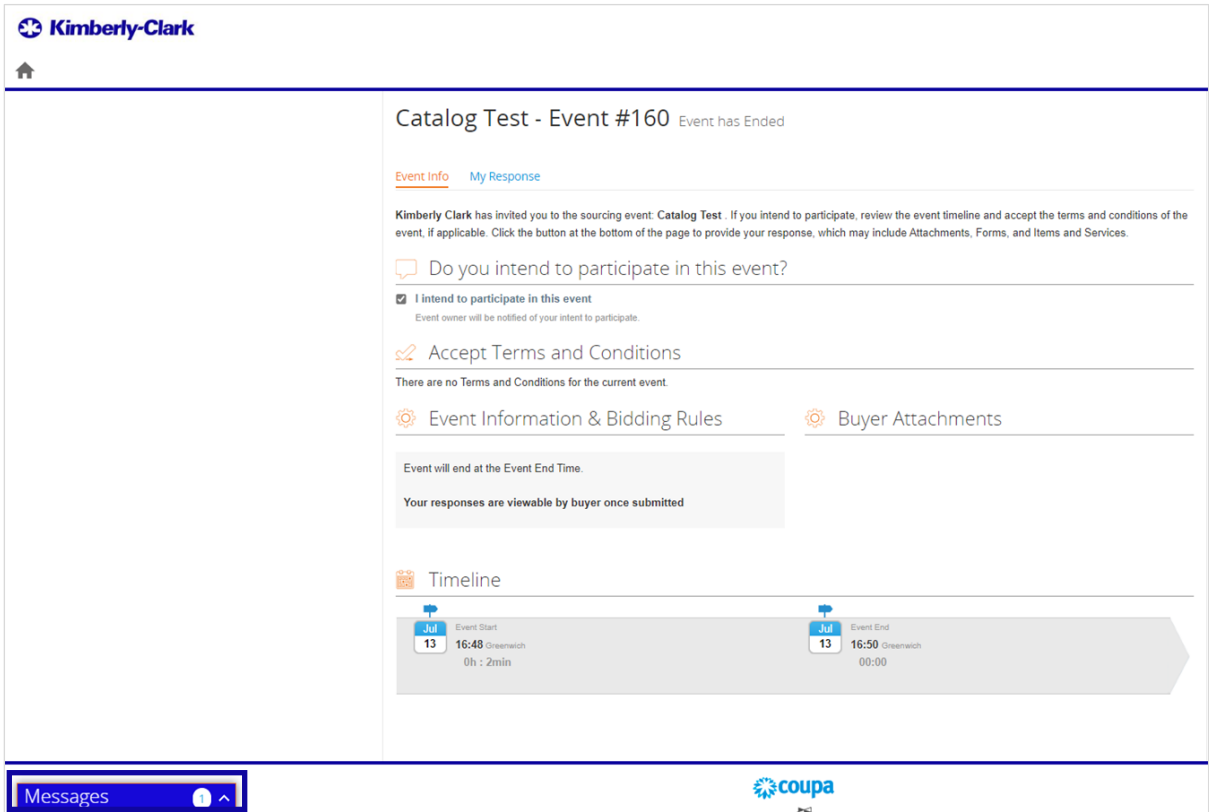 Kimberly-Clark
Catalog Test - Event #160 Event has Ended
Event Info My Response
Kimberly Clark has invited you to the sourcing event: Catalog Test . If you intend to participate, review the event timeline and accept the terms and conditions of the
event, if applicable. Click the button at the bottom of the page to provide your response, which may include Attachments, Forms, and Items and Services.
Do you intend to participate in this event?
I intend to participate in this event
Event owner will be notified of your intent to participate.
Accept Terms and Conditions
There are no Terms and Conditions for the current event.
Event Information & Bidding Rules
Buyer Attachments
Event will end at the Event End Time.
Your responses are viewable by buyer once submitted
Timeline
Jul
13
Event Start
16:48 Greenwich
0h : 2min
Jul
13
Event End
16:50 Greenwich
00:00
Messages 1
coupa